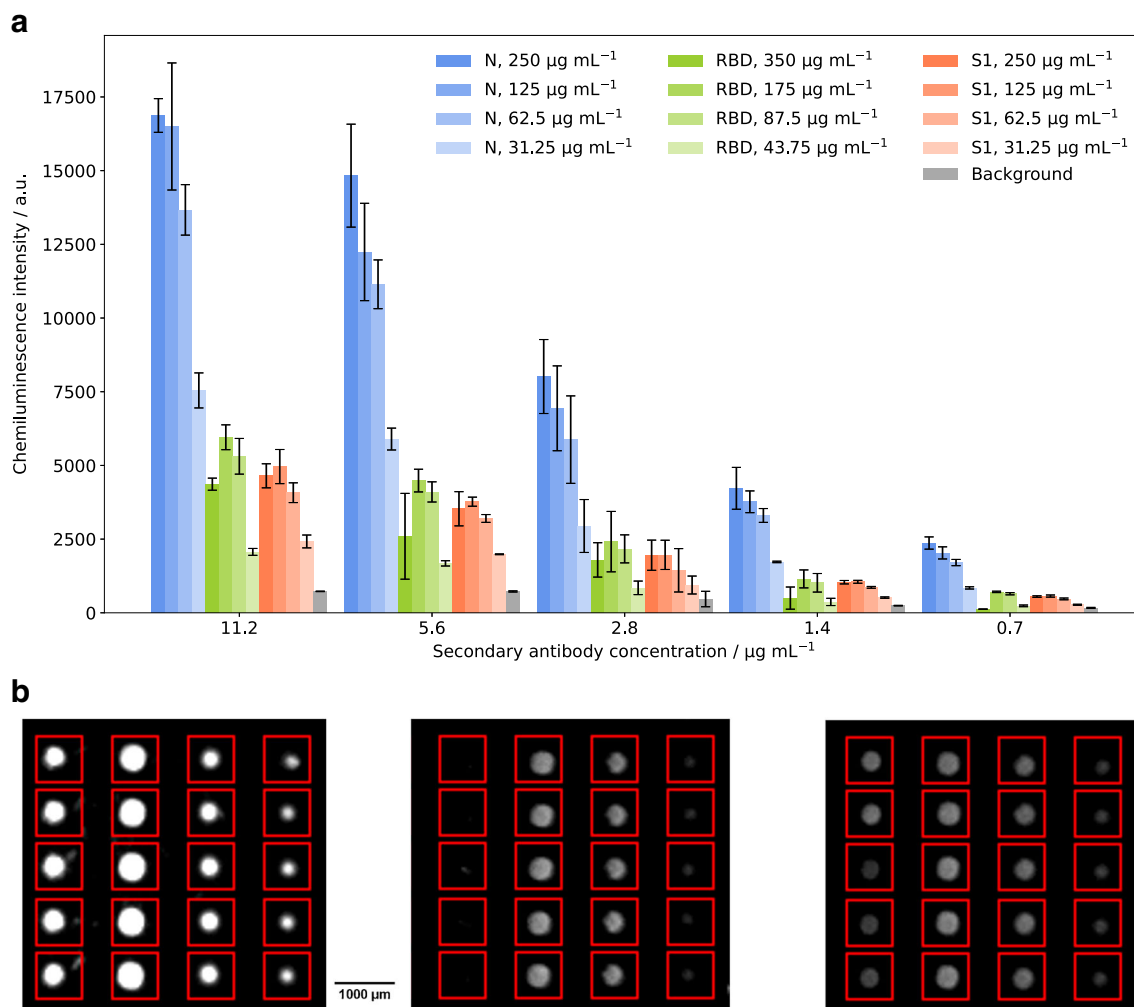 a
N, 250 µg mL⁻¹
N, 125 µg mL⁻¹
N, 62.5 µg mL⁻¹
N, 31.25 µg mL⁻¹
RBD, 350 µg mL⁻¹
RBD, 175 µg mL⁻¹
RBD, 87.5 µg mL⁻¹
RBD, 43.75 µg mL⁻¹
S1, 250 µg mL⁻¹
S1, 125 µg mL⁻¹
S1, 62.5 µg mL⁻¹
S1, 31.25 µg mL⁻¹
Background
Chemiluminescence intensity / a.u.
17500
15000
12500
10000
7500
5000
2500
0
11.2
5.6
2.8
1.4
0.7
Secondary antibody concentration / µg mL⁻¹
b
1000 µm